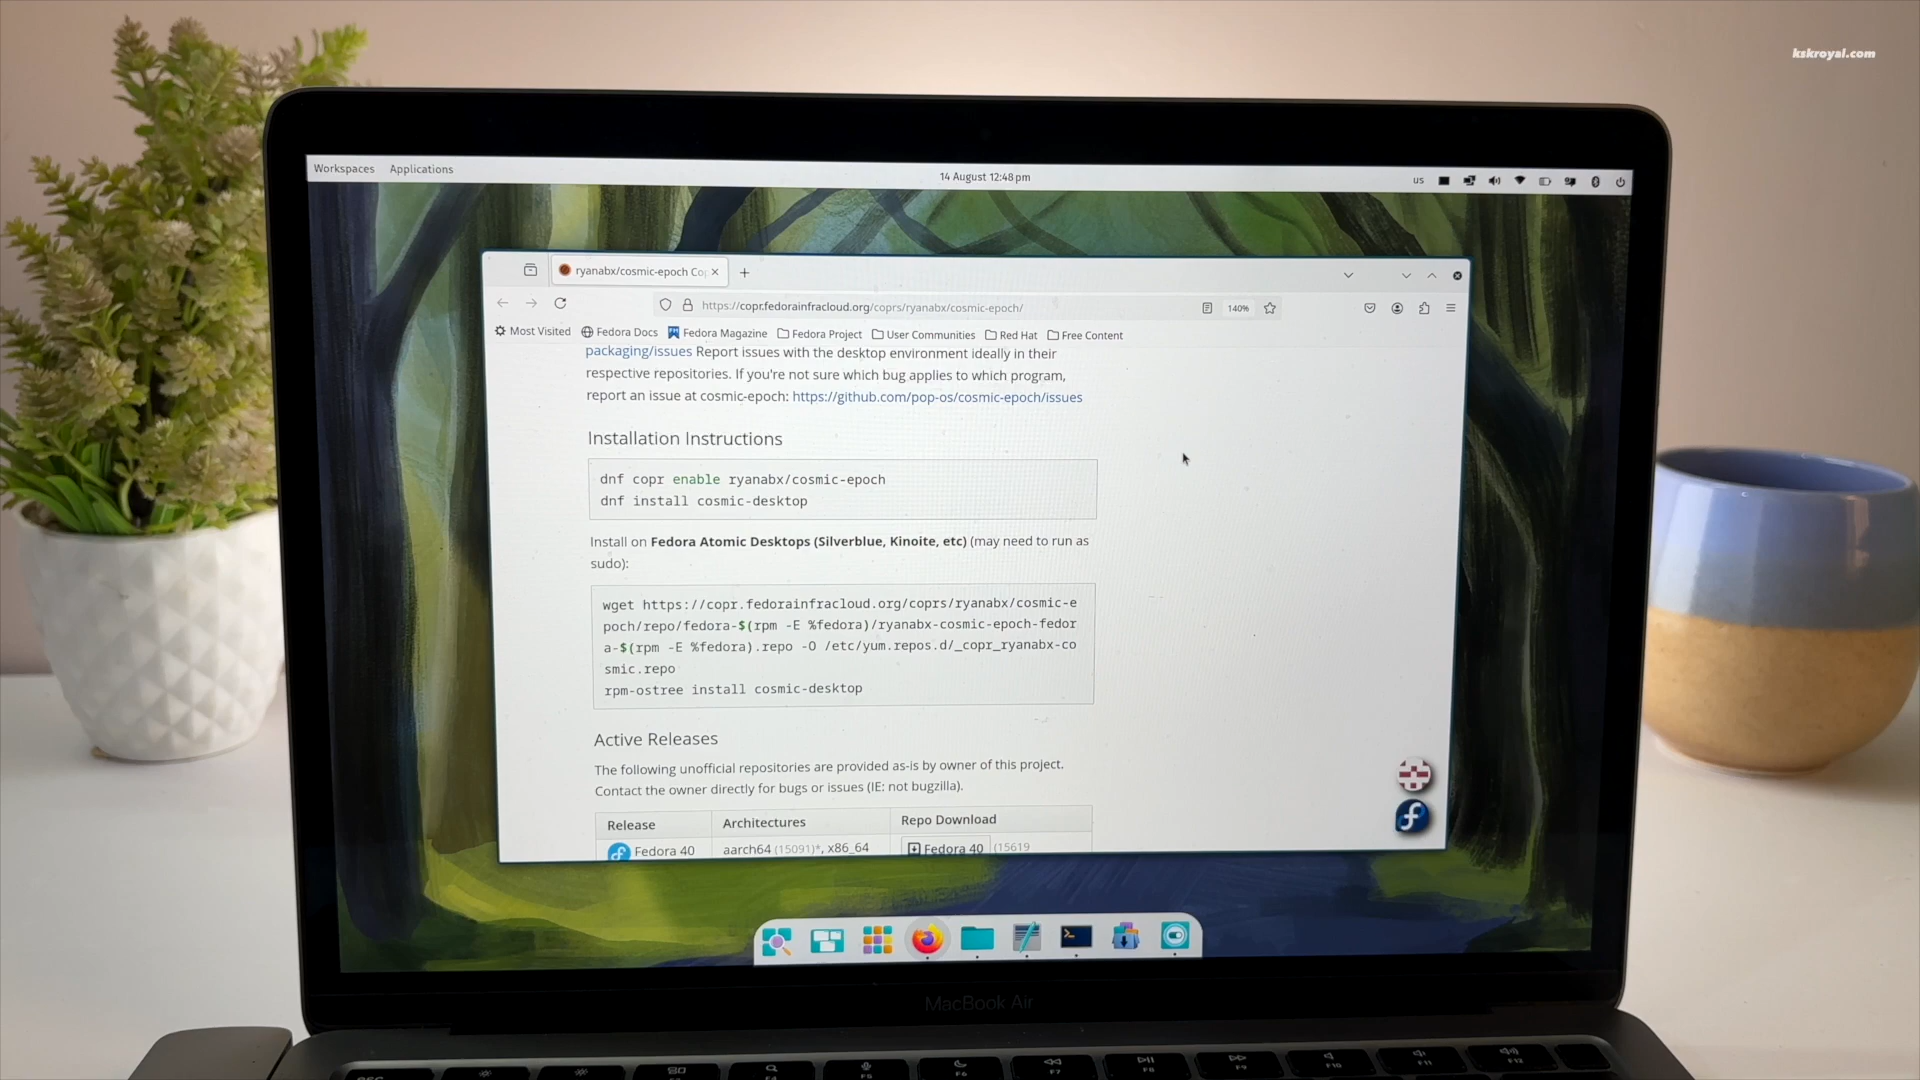 kskroyal.com
Workspaces Applications 14 August 12:48 pm us
ryanabx/cosmic-epoch Co
https://copr.fedorainfracloud.org/coprs/ryanabx/cosmic-epoch/ 140%
Most Visited Fedora Docs Fedora Magazine Fedora Project User Communities Red Hat Free Content
packaging/issues Report issues with the desktop environment ideally in their
respective repositories. If you're not sure which bug applies to which program,
report an issue at cosmic-epoch: https://github.com/pop-os/cosmic-epoch/issues
Installation Instructions
dnf copr enable ryanabx/cosmic-epoch
dnf install cosmic-desktop
Install on Fedora Atomic Desktops (Silverblue, Kinoite, etc) (may need to run as
sudo):
wget https://copr.fedorainfracloud.org/coprs/ryanabx/cosmic-e
poch/repo/fedora-$(rpm -E %fedora)/ryanabx-cosmic-epoch-fedor
a-$(rpm -E %fedora).repo -O /etc/yum.repos.d/_copr_ryanabx-co
smic.repo
rpm-ostree install cosmic-desktop
Active Releases
The following unofficial repositories are provided as-is by owner of this project.
Contact the owner directly for bugs or issues (IE: not bugzilla).
Release Architectures Repo Download
Fedora 40 aarch64 (15091)*, x86_64 Fedora 40 (15619
MacBook Air
F5 F6 F7 F8 F9 F10 F11 F12